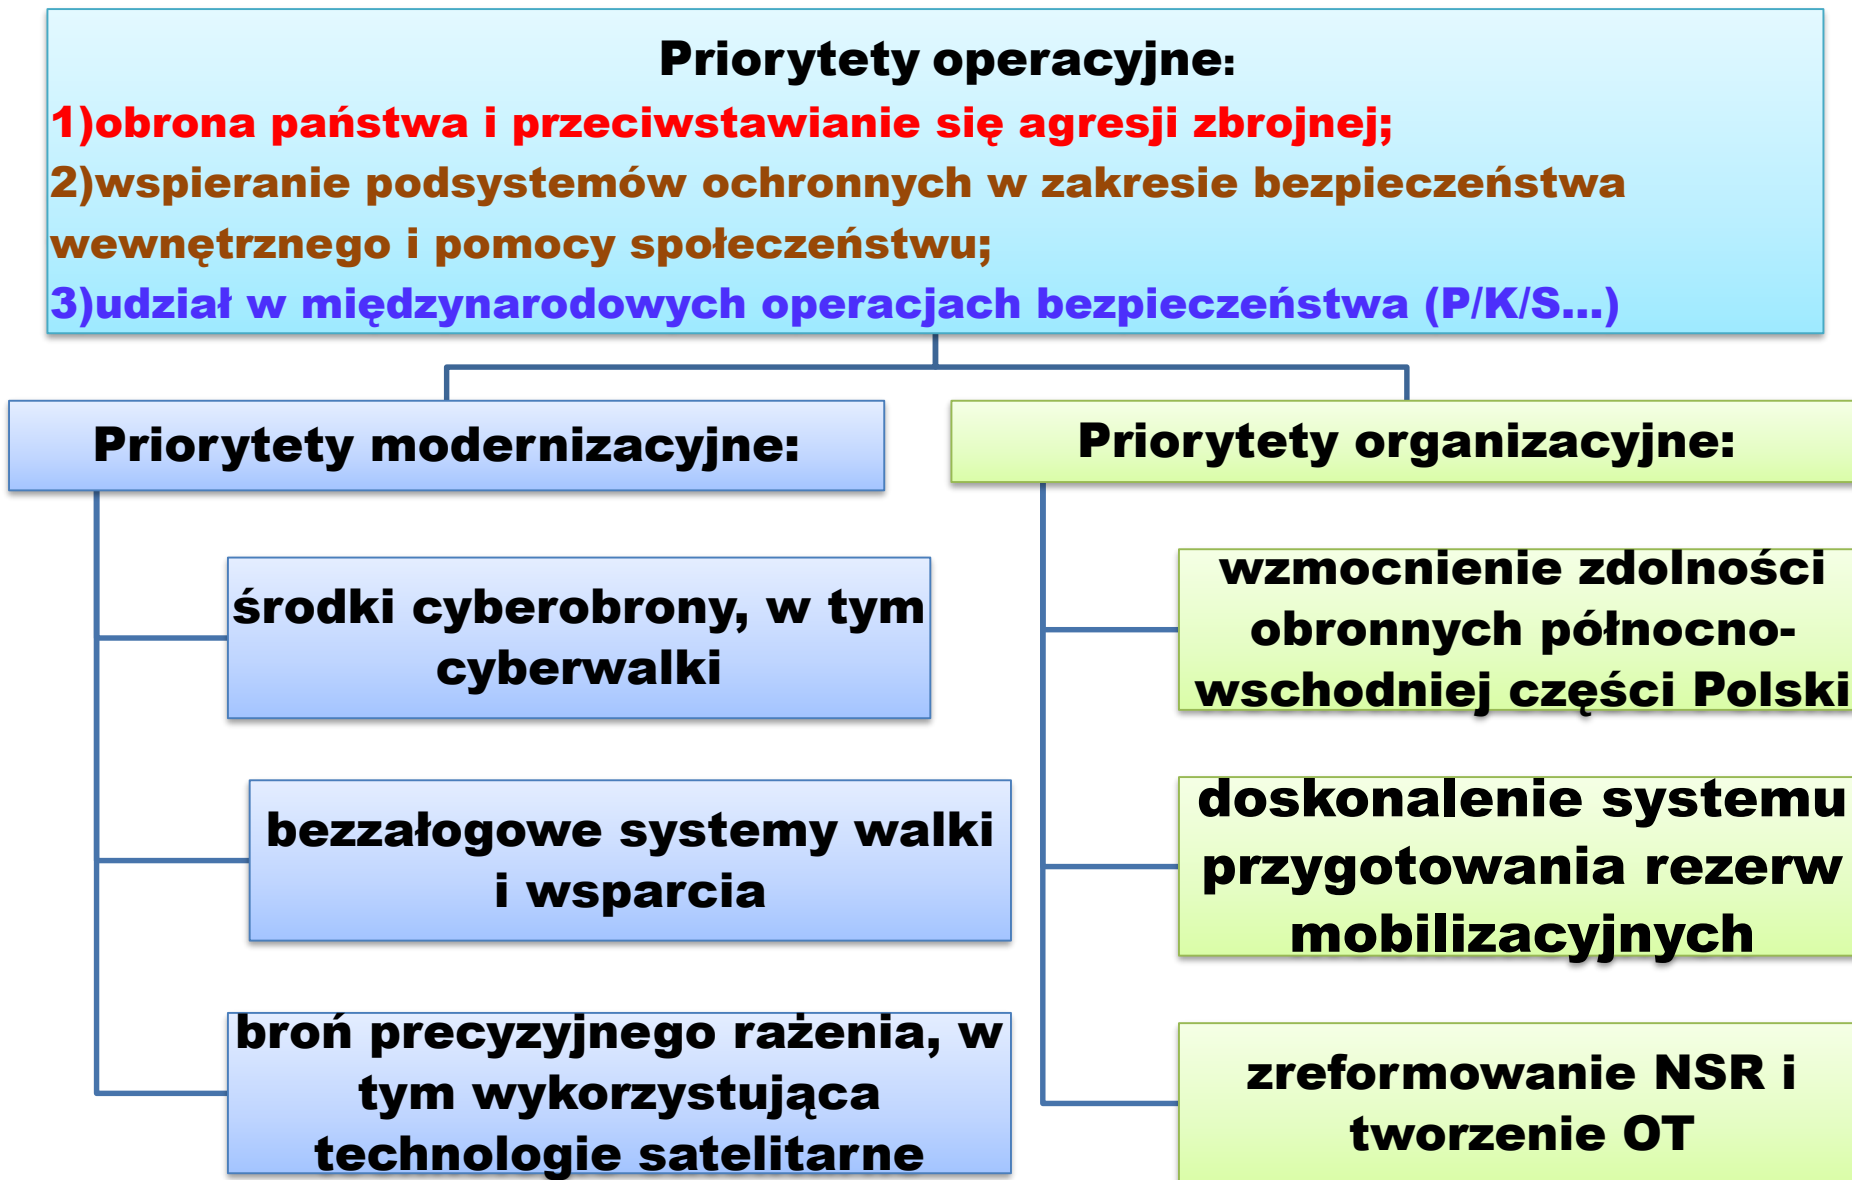 Priorytety operacyjne:
1)obrona państwa i przeciwstawianie się agresji zbrojnej;
2)wspieranie podsystemów ochronnych w zakresie bezpieczeństwa
wewnętrznego i pomocy społeczeństwu;
3)udział w międzynarodowych operacjach bezpieczeństwa (P/K/S...)
Priorytety modernizacyjne:
środki cyberobrony, w tym
cyberwalki
bezzałogowe systemy walki
i wsparcia
broń precyzyjnego rażenia, w
tym wykorzystująca
technologie satelitarne
Priorytety organizacyjne:
wzmocnienie zdolności
obronnych północno-
wschodniej części Polski
doskonalenie systemu
przygotowania rezerw
mobilizacyjnych
zreformowanie NSR i
tworzenie OT